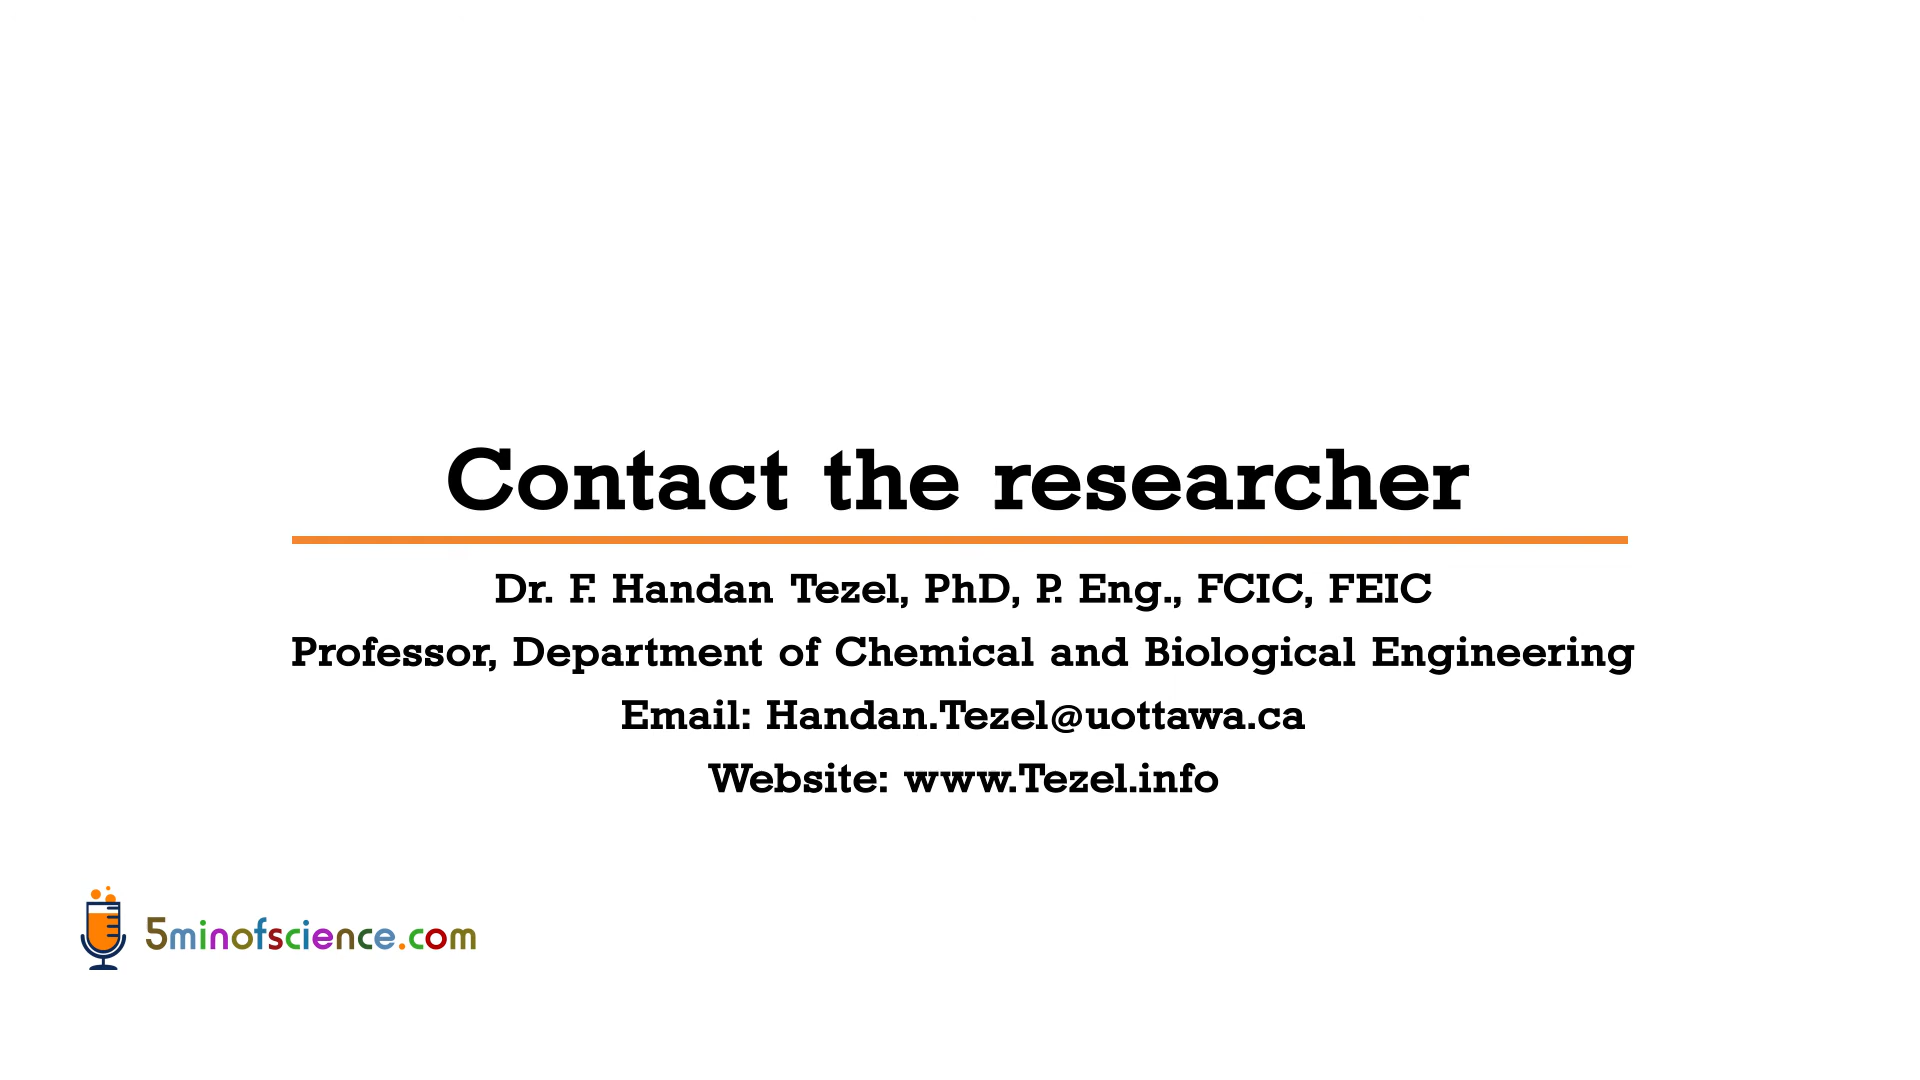 Contact the researcher
Dr. F. Handan Tezel, PhD, P. Eng., FCIC, FEIC
Professor, Department of Chemical and Biological Engineering
Email: Handan.Tezel@uottawa.ca
Website: www.Tezel.info
5minofscience.com